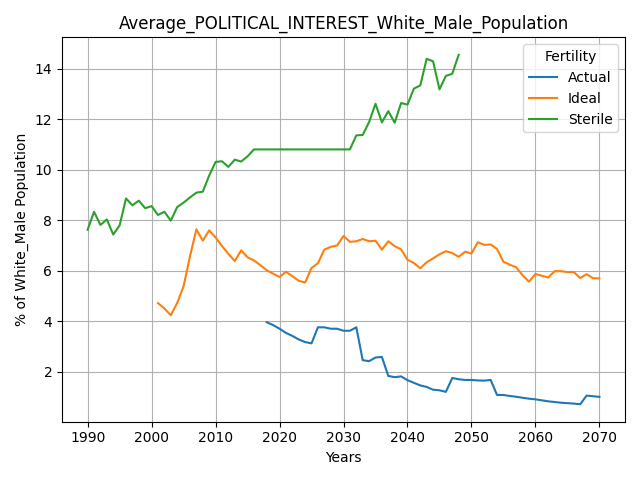 Average_POLITICAL_INTEREST_White_Male_Population
Fertility
Actual
Ideal
Sterile
% of White_Male Population
14
12
10
8
6
4
2
1990 2000 2010 2020 2030 2040 2050 2060 2070
Years